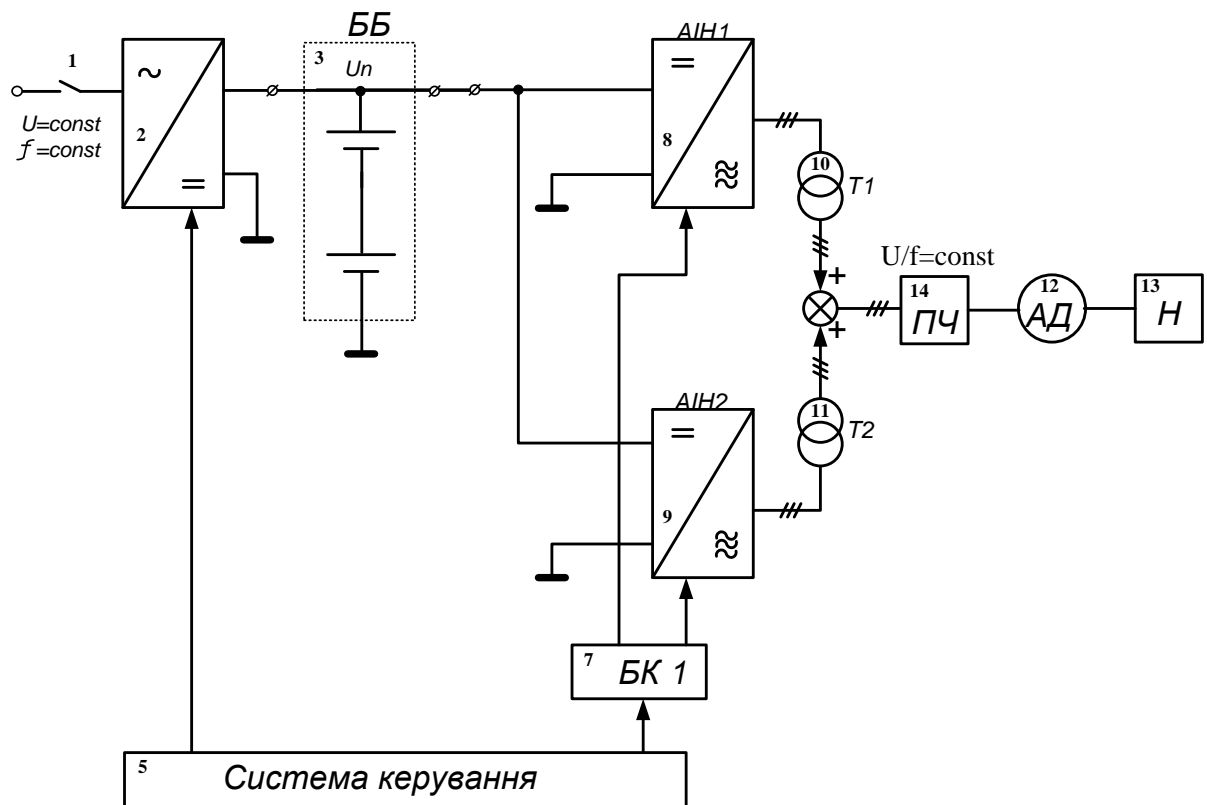 ББ
АІН1
1
3
Un
~
=
U=const
f=const
2
8
=
≋
10
T1
U/f=const
+
14
ПЧ
12
АД
13
Н
+
АІН2
=
11
T2
9
≋
7
БК 1
5
Система керування